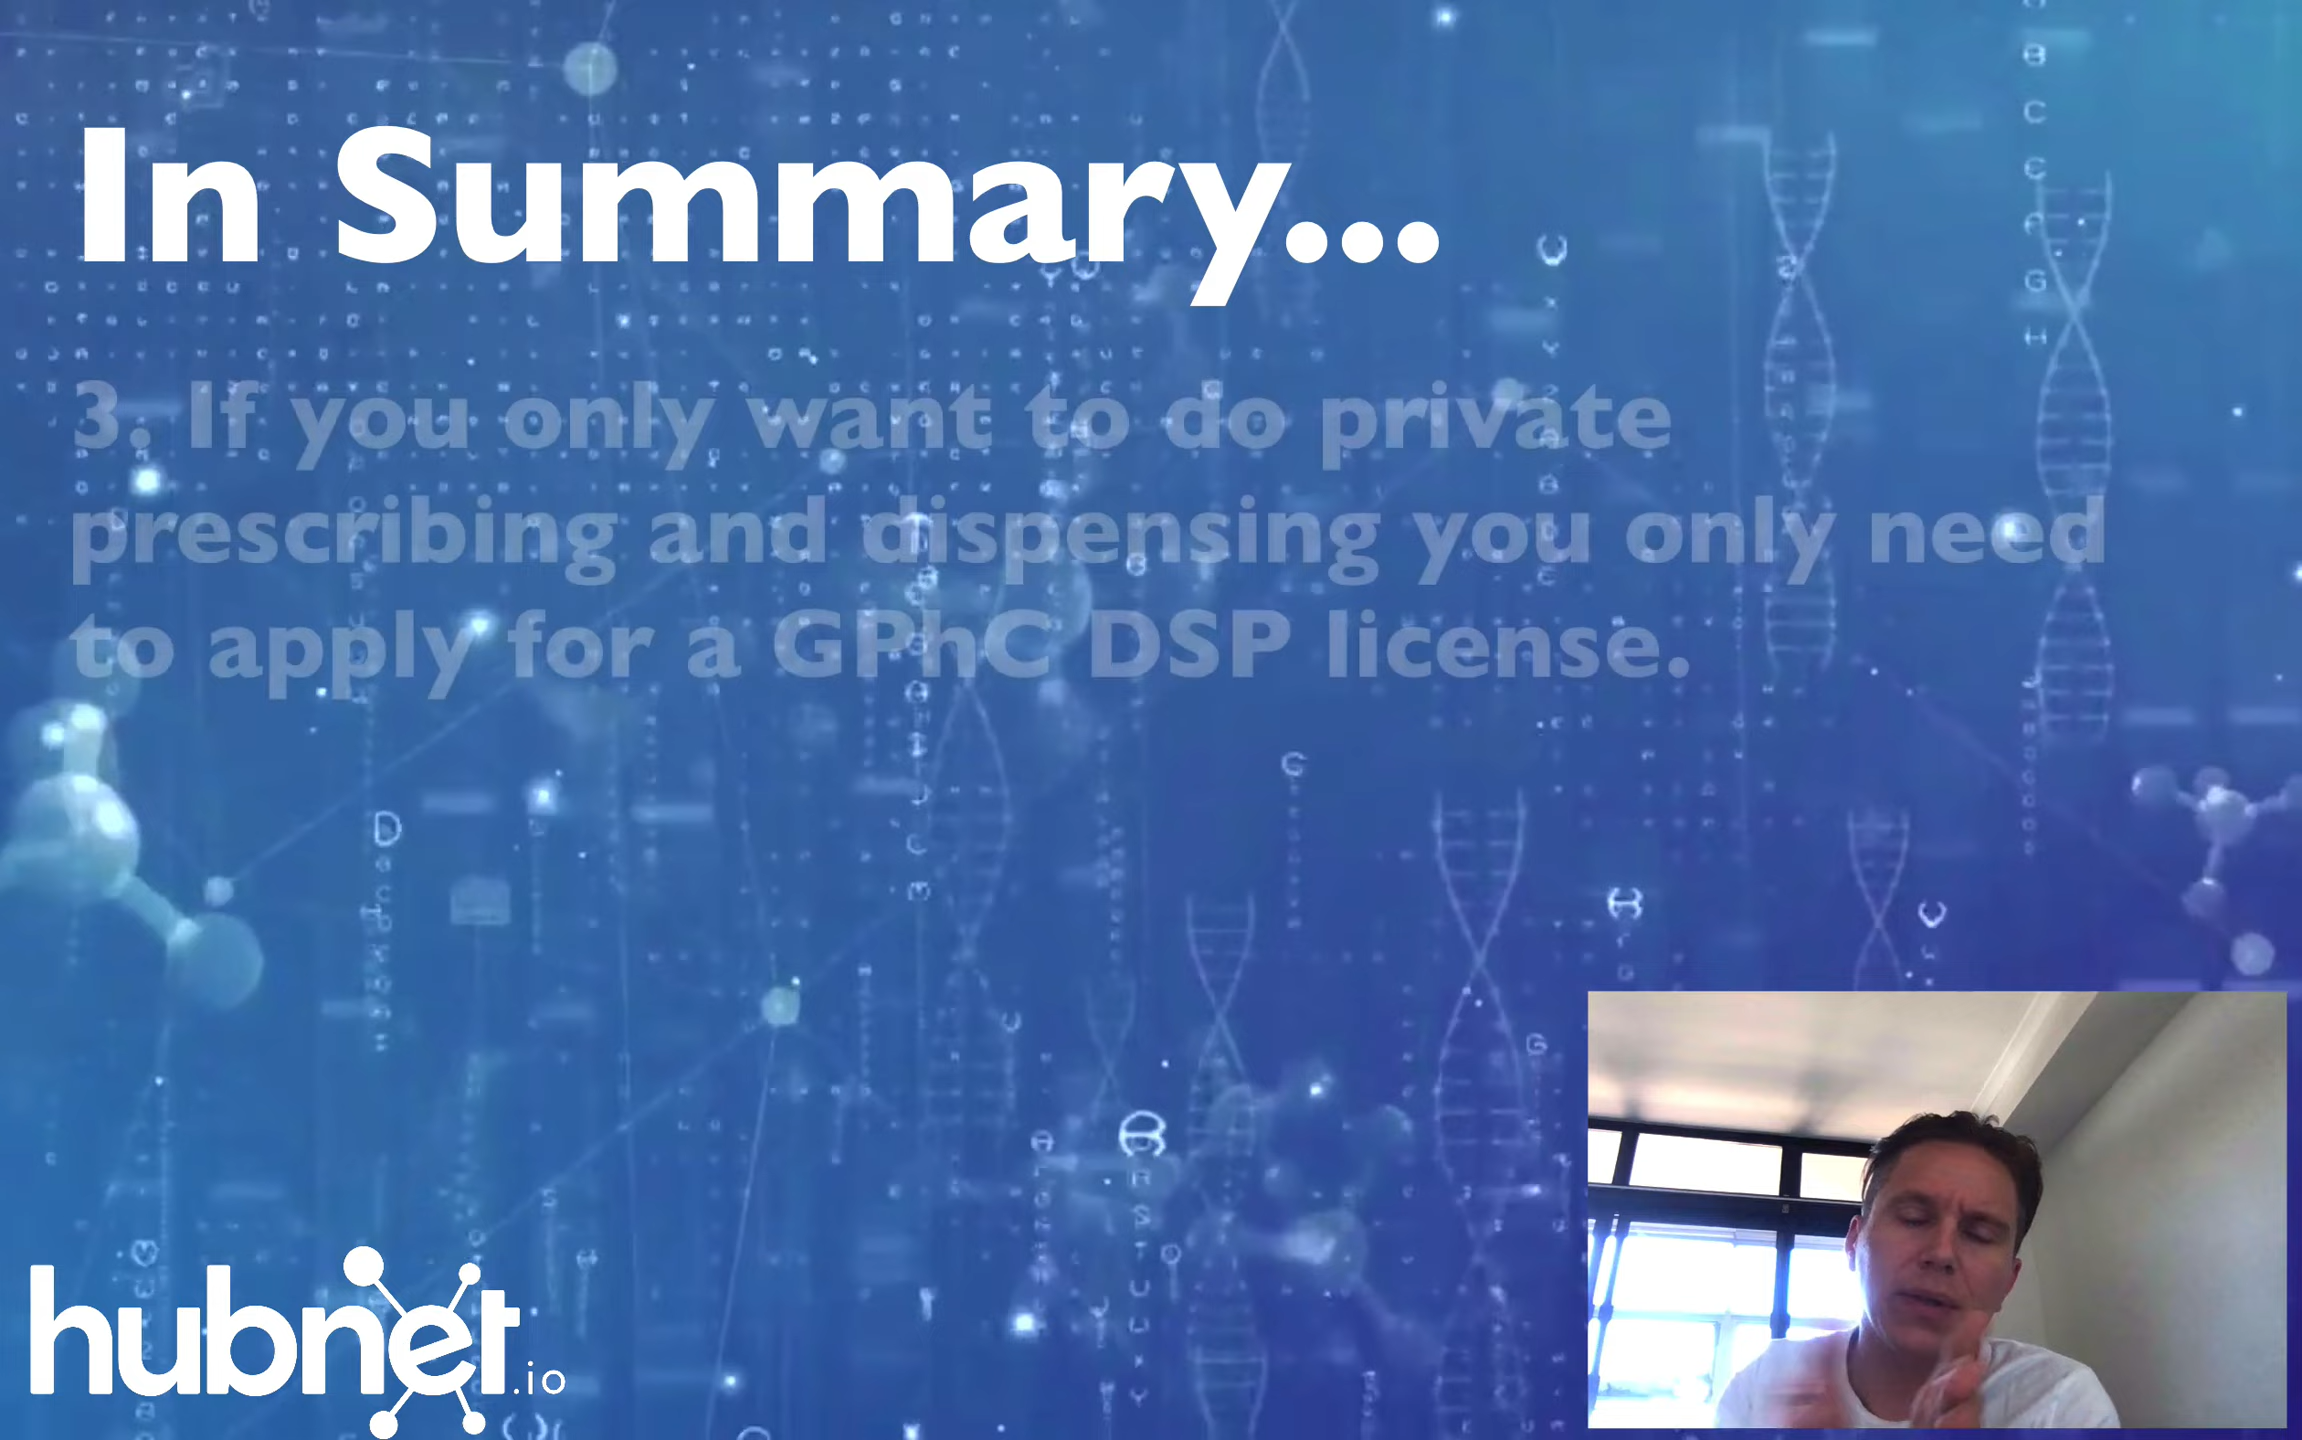 In Summary...
3. If you only want to do private
prescribing and dispensing you only need
to apply for a GPhC DSP license.
hubnet.io